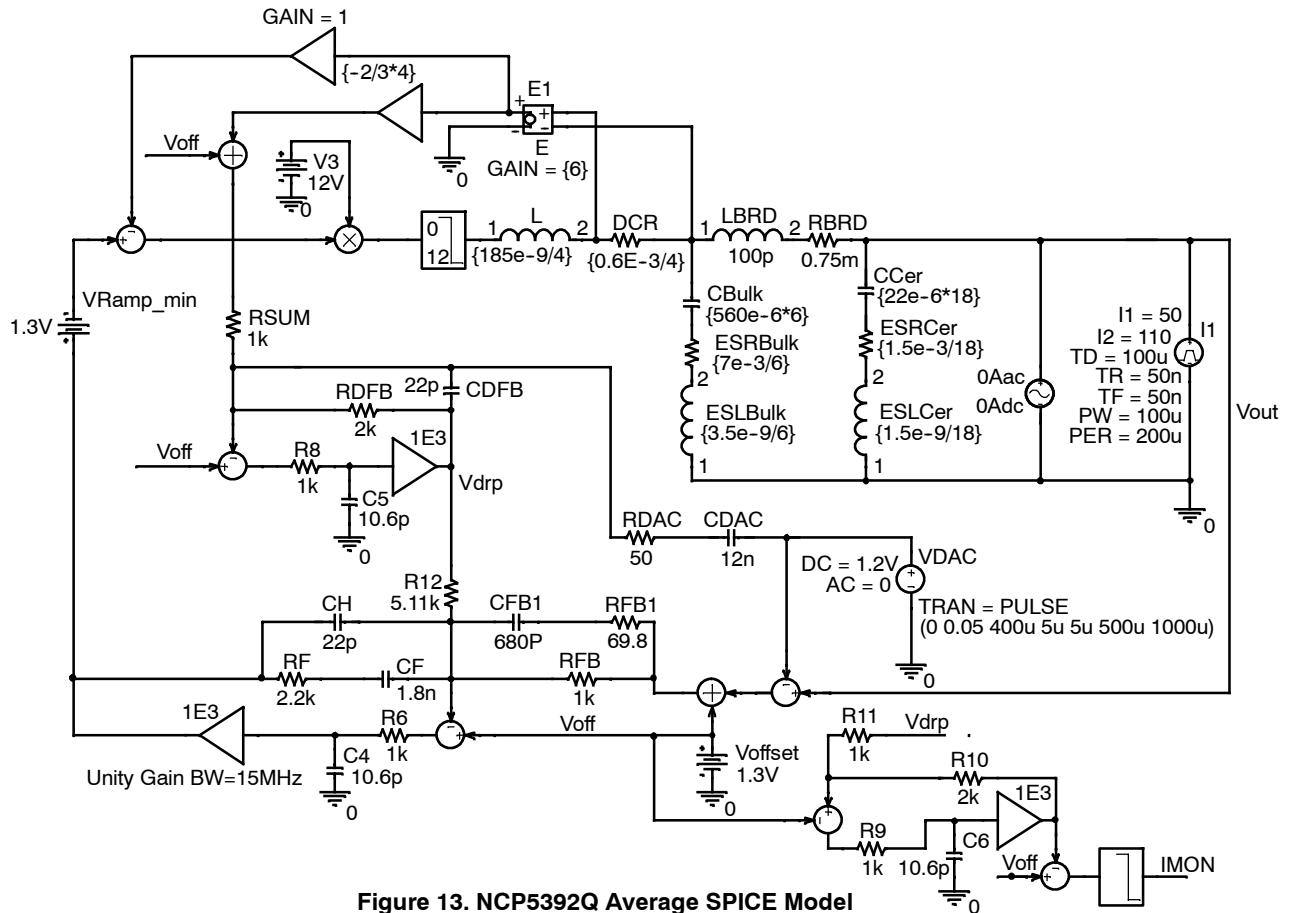 GAIN = 1
{-2/3*4}
E1
+
+
-
-
E
GAIN = {6}
0
Voff
+
V3
12V
0
+
-
×
0
12
1
L
2
{185e-9/4}
DCR
{0.6E-3/4}
1
LBRD
2
100p
RBRD
0.75m
CBulk
{560e-6*6}
ESRBulk
{7e-3/6}
2
ESLBulk
{3.5e-9/6}
1
CCer
{22e-6*18}
ESRCer
{1.5e-3/18}
2
ESLCer
{1.5e-9/18}
1
0Aac
0Adc
I1 = 50
I2 = 110
TD = 100u
TR = 50n
TF = 50n
PW = 100u
PER = 200u
I1
Vout
0
VRamp_min
1.3V
RSUM
1k
22p
CDFB
RDFB
2k
Voff
+
-
R8
1k
C5
10.6p
0
1E3
Vdrp
RDAC
50
CDAC
12n
DC = 1.2V
AC = 0
VDAC
+
-
TRAN = PULSE
(0 0.05 400u 5u 5u 500u 1000u)
0
R12
5.11k
CH
22p
CFB1
680P
RFB1
69.8
RF
2.2k
CF
1.8n
RFB
1k
+
-
+
1E3
Unity Gain BW=15MHz
R6
1k
C4
10.6p
0
-
+
Voff
Voffset
1.3V
0
R11
1k
Vdrp
R10
2k
+
-
R9
1k
10.6p
C6
0
1E3
Voff
+
-
IMON
Figure 13. NCP5392Q Average SPICE Model